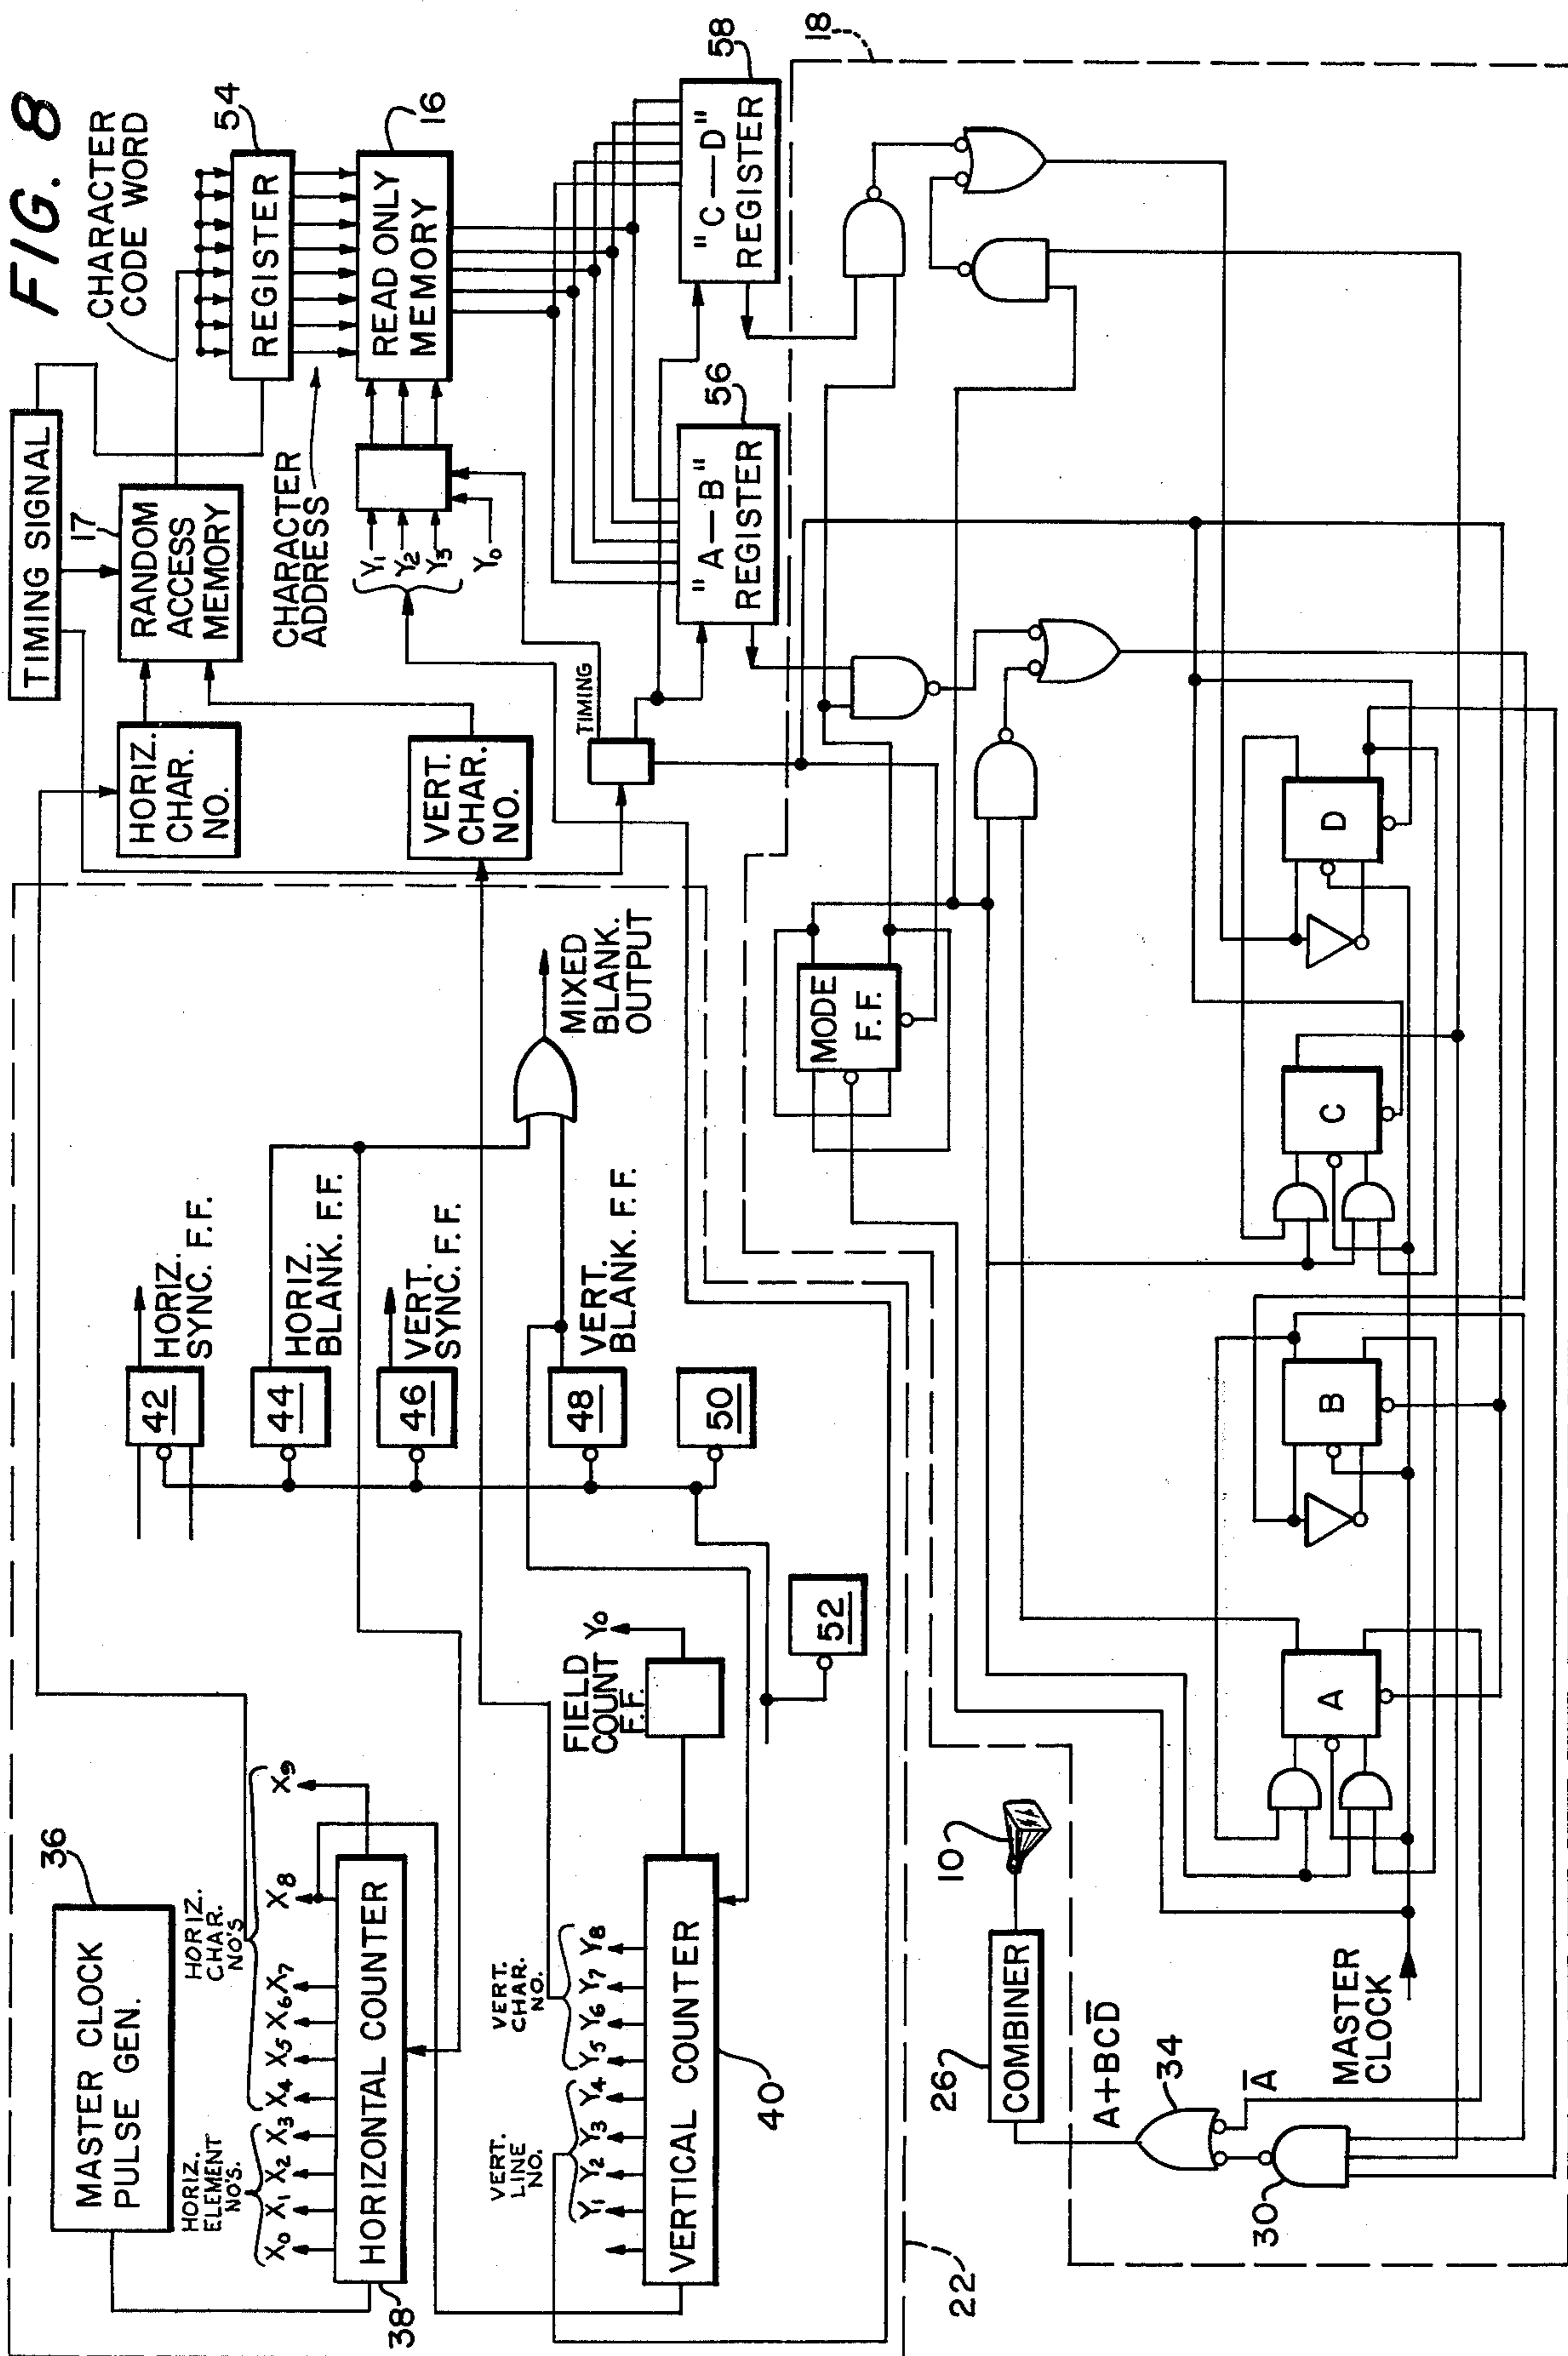 FIG. 8
MASTER CLOCK
PULSE GEN.
36
HORIZ.
ELEMENT
NO'S.
HORIZ. CHAR.
NO'S
X0 X1 X2 X3 X4 X5 X6 X7 X8 X9
HORIZONTAL COUNTER
38
VERT.
LINE
NO.
VERT.
CHAR.
NO.
Y1 Y2 Y3 Y4 Y5 Y6 Y7 Y8
VERTICAL COUNTER
40
FIELD
COUNT
F.F.
Y0
42
HORIZ.
SYNC. F.F.
44
HORIZ.
BLANK. F.F.
46
VERT.
SYNC. F.F.
48
VERT.
BLANK. F.F.
50
52
MIXED
BLANK.
OUTPUT
22
TIMING SIGNAL
HORIZ.
CHAR.
NO.
VERT.
CHAR.
NO.
17
RANDOM
ACCESS
MEMORY
CHARACTER
CODE WORD
54
REGISTER
CHARACTER
ADDRESS
16
READ ONLY
MEMORY
Y1
Y2
Y3
Y0
TIMING
56
"A—B"
REGISTER
58
"C—D"
REGISTER
18
MODE
F.F.
10
26
COMBINER
A+BCD̅
34
A̅
30
MASTER
CLOCK
A
B
C
D